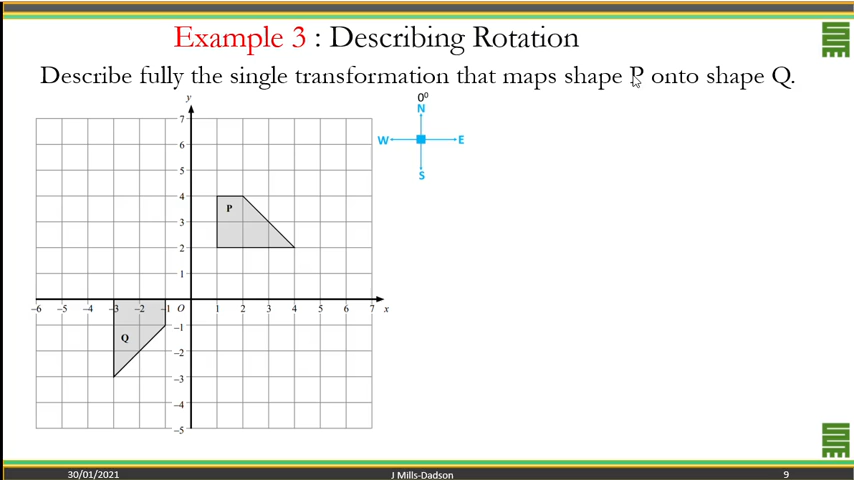 Example 3 : Describing Rotation
Describe fully the single transformation that maps shape P onto shape Q.
y
0⁰
N
W E
S
7
6
5
4
P
3
2
1
-6 -5 -4 -3 -2 -1 O 1 2 3 4 5 6 7 x
-1
Q
-2
-3
-4
-5
30/01/2021 J Mills-Dadson 9